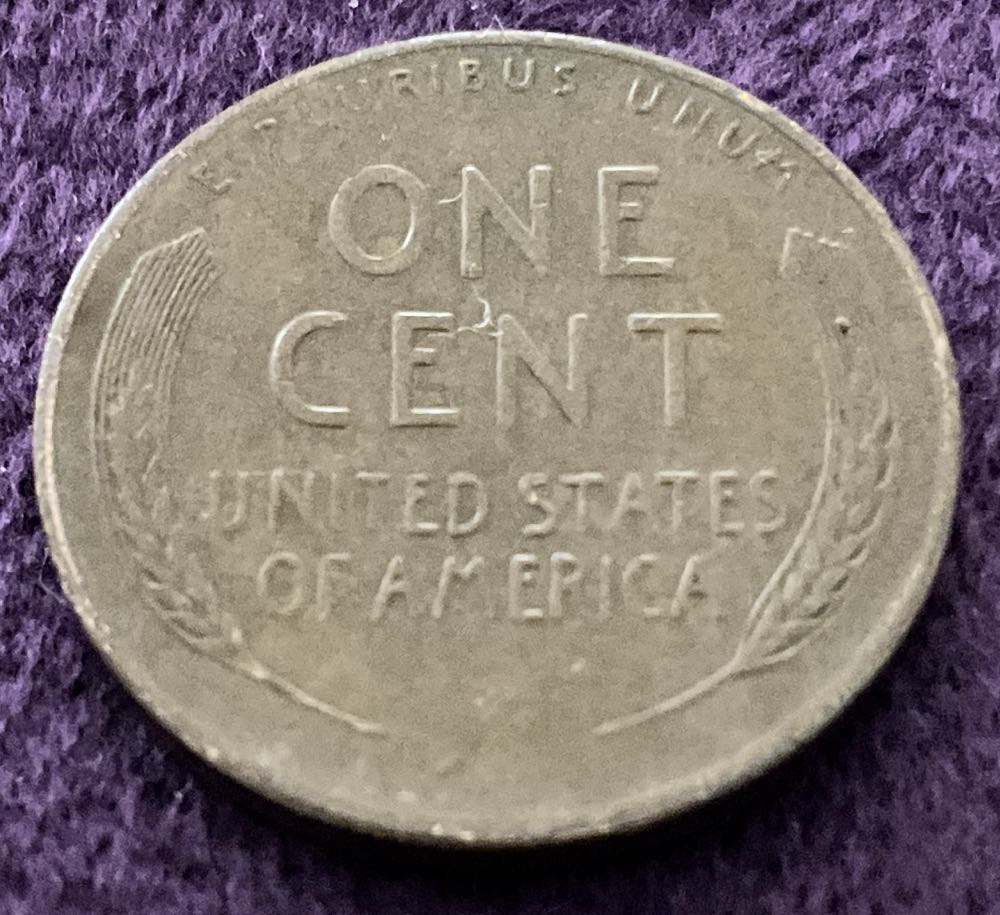 E PLURIBUS UNUM
ONE
CENT
UNITED STATES
OF AMERICA